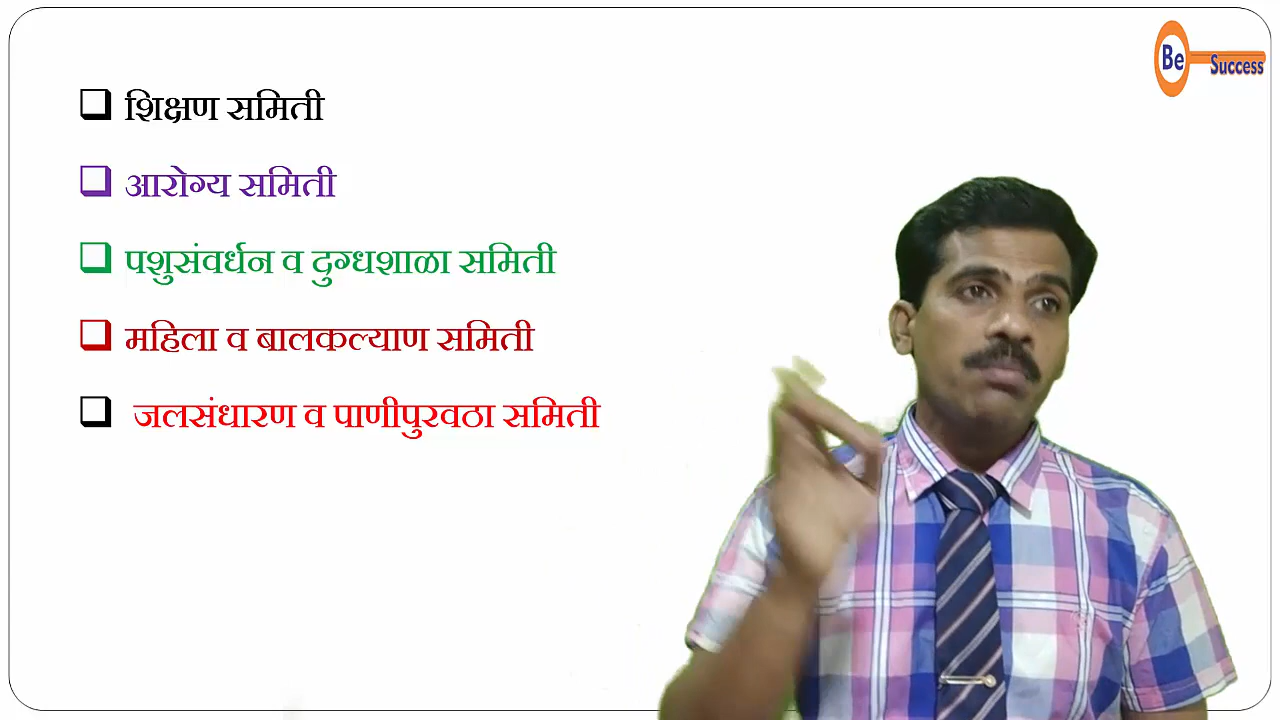 Be Success
शिक्षण समिती
आरोग्य समिती
पशुसंवर्धन व दुग्धशाळा समिती
महिला व बालकल्याण समिती
जलसंधारण व पाणीपुरवठा समिती